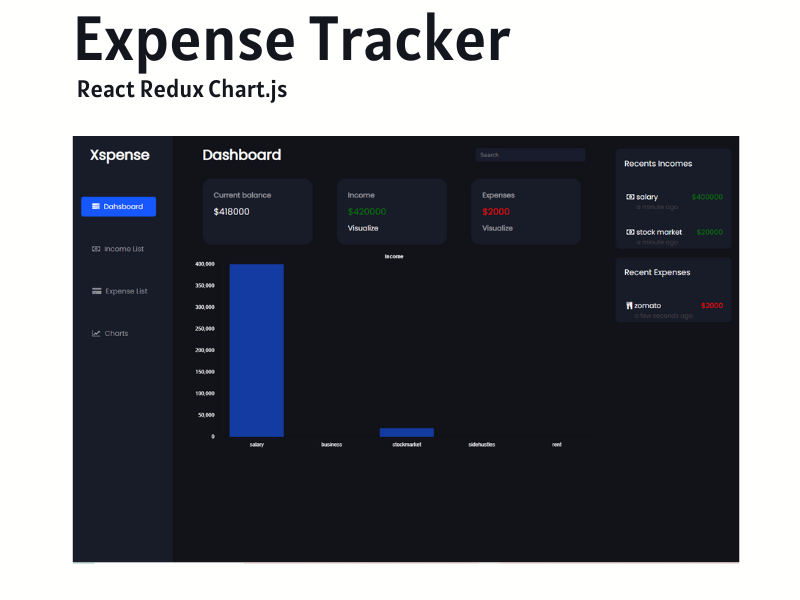 Expense Tracker
React Redux Chart.js
Xspense
Dahsboard
Income List
Expense List
Charts
Dashboard
Search
Current balance
$418000
Income
$420000
Visualize
Expenses
$2000
Visualize
Income
400,000
350,000
300,000
250,000
200,000
150,000
100,000
50,000
0
salary
business
stockmarket
sidehustles
rent
Recents Incomes
salary $400000
a minute ago
stock market $20000
a minute ago
Recent Expenses
zomato $2000
a few seconds ago